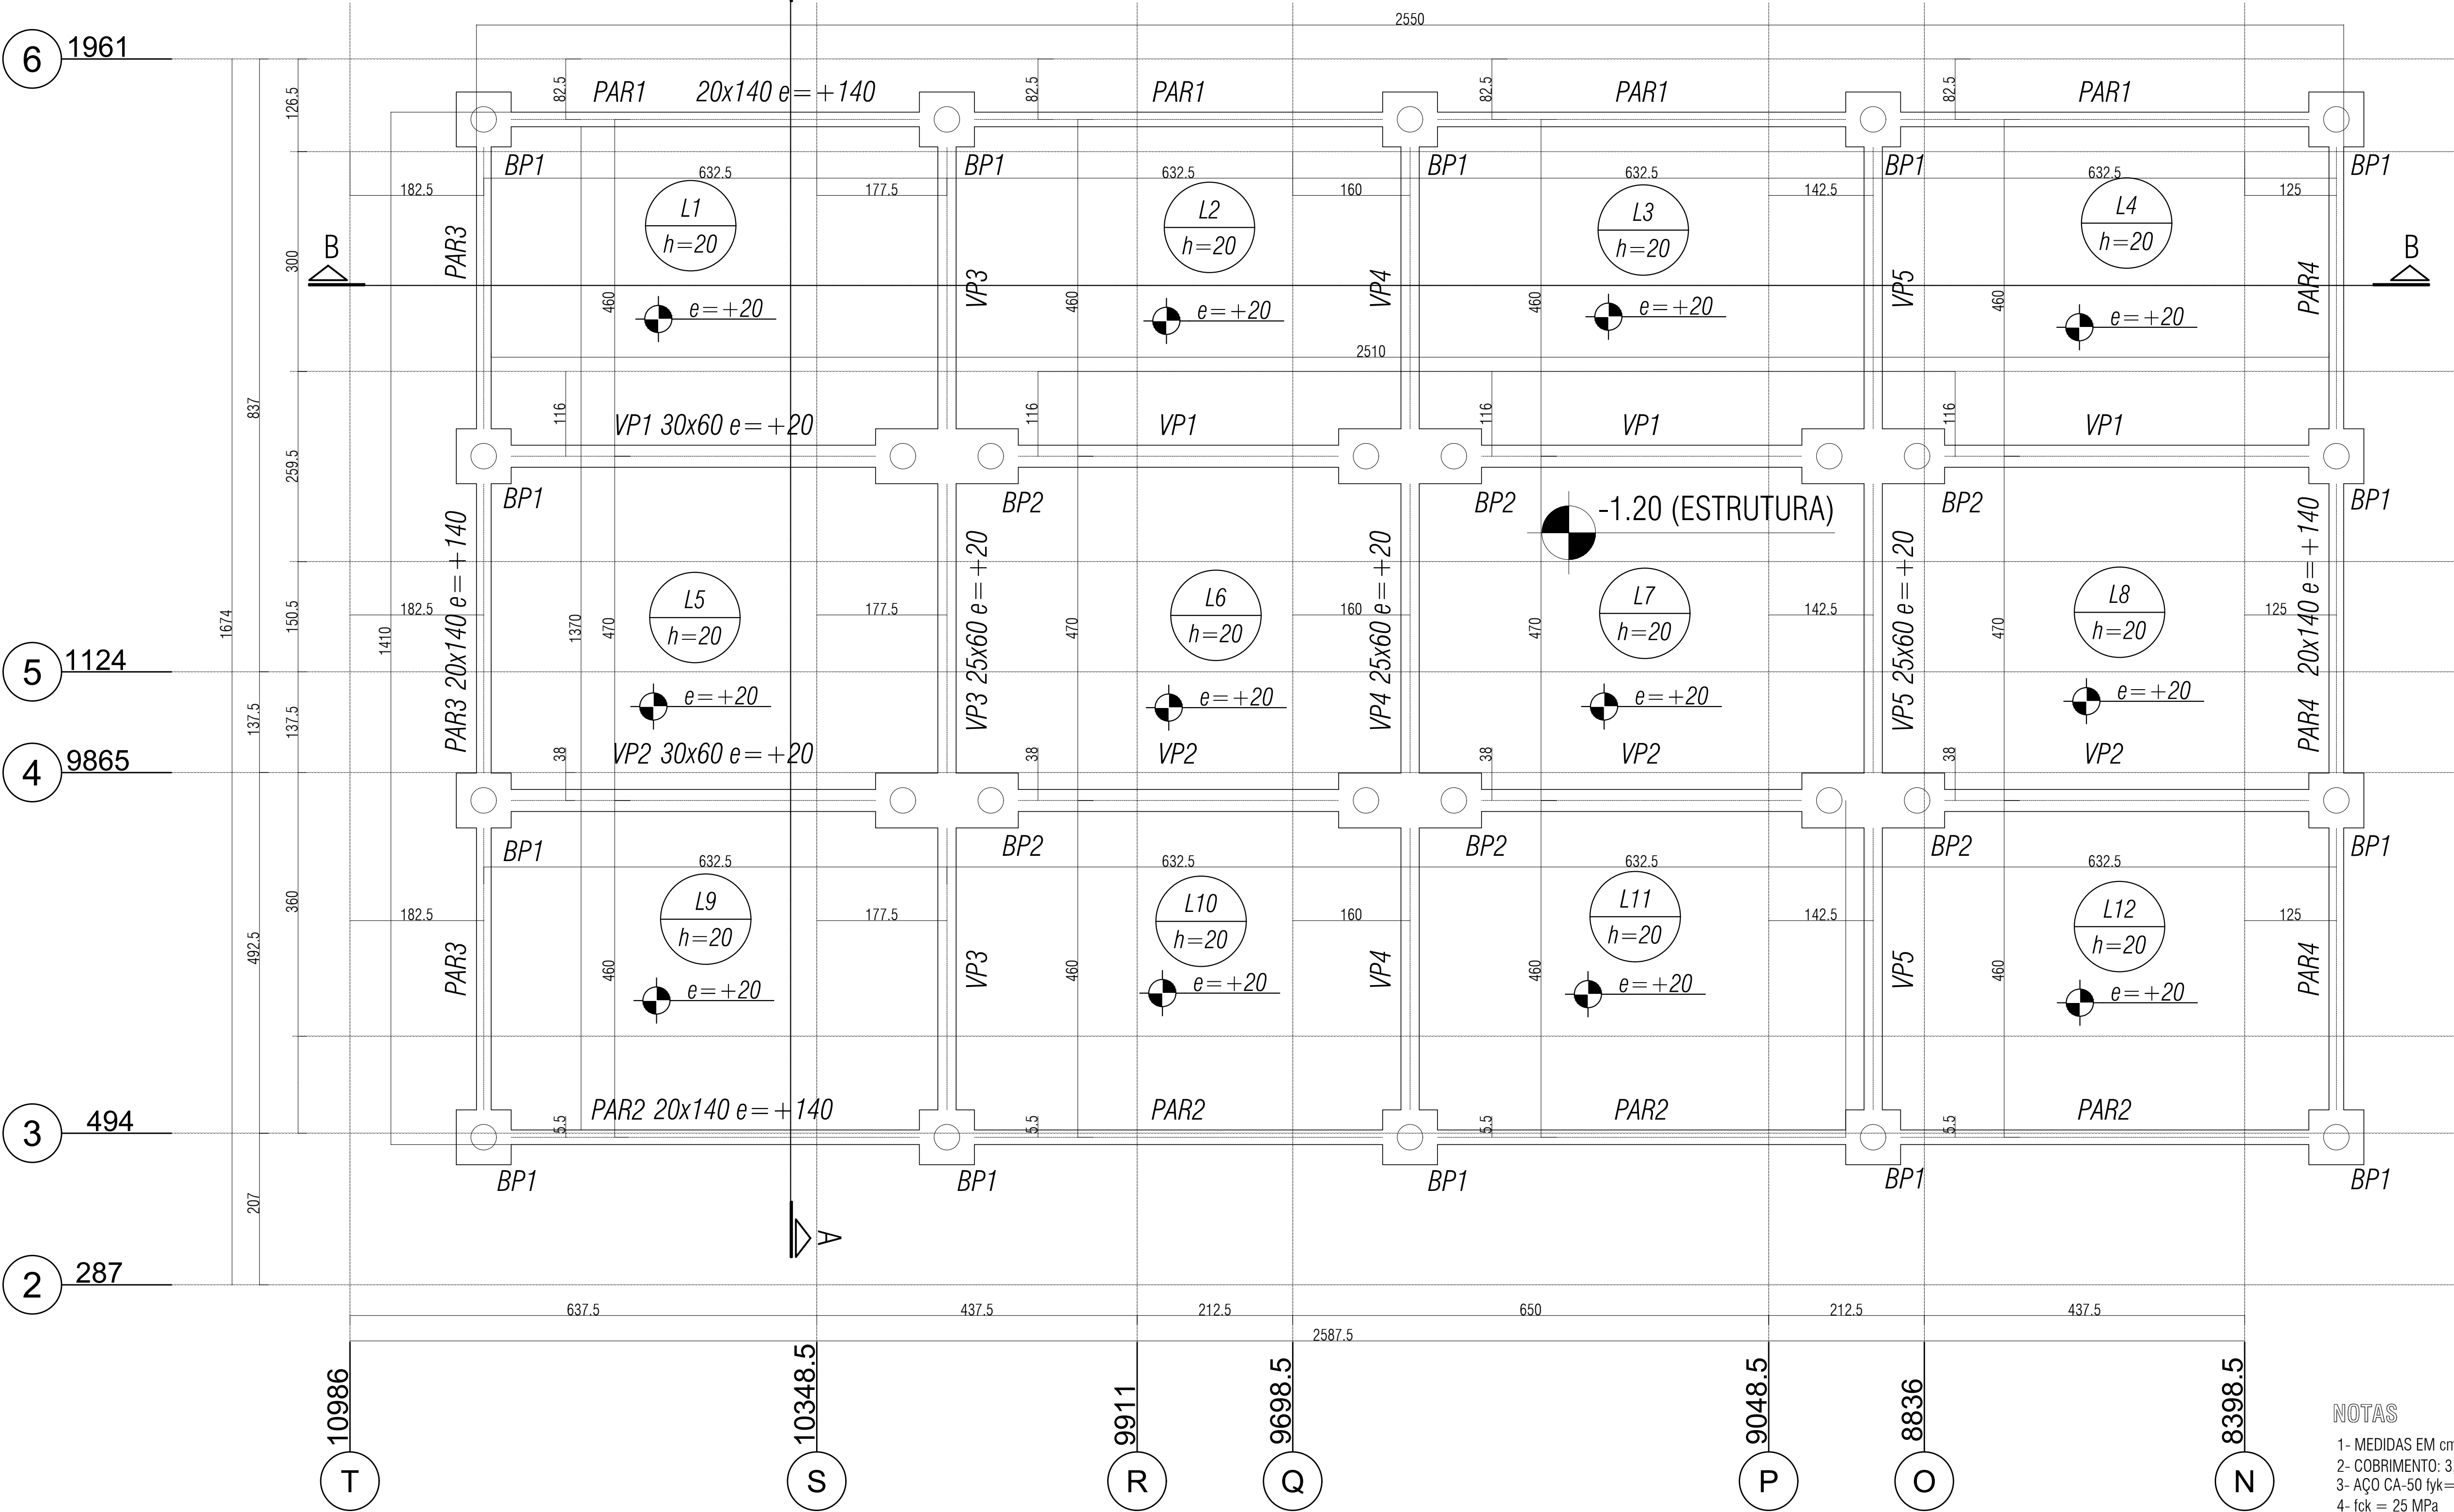 2550
6 1961
82.5 82.5 82.5 82.5
PAR1 20x140 e=+140 PAR1 PAR1 PAR1
126.5
BP1 BP1 BP1 BP1 BP1
632.5 632.5 632.5 632.5
182.5 177.5 160 142.5 125
L1 L2 L3 L4
h=20 h=20 h=20 h=20
PAR3 VP3 VP4 VP5 PAR4
B B
300
460 460 460 460
e=+20 e=+20 e=+20 e=+20
2510
837
116 116 116 116
VP1 30x60 e=+20 VP1 VP1 VP1
259.5
BP1 BP2 BP2 BP2 BP1
-1.20 (ESTRUTURA)
PAR3 20x140 e=+140
VP3 25x60 e=+20
VP4 25x60 e=+20
VP5 25x60 e=+20
PAR4 20x140 e=+140
L5 L6 L7 L8
h=20 h=20 h=20 h=20
182.5 177.5 160 142.5 125
1674
150.5
1410
1370
470 470 470 470
5 1124
e=+20 e=+20 e=+20 e=+20
137.5 137.5
38 38 38 38
VP2 30x60 e=+20 VP2 VP2 VP2
4 9865
BP1 BP2 BP2 BP2 BP1
632.5 632.5 632.5 632.5
L9 L10 L11 L12
h=20 h=20 h=20 h=20
182.5 177.5 160 142.5 125
360
492.5
PAR3 VP3 VP4 VP5 PAR4
460 460 460 460
e=+20 e=+20 e=+20 e=+20
PAR2 20x140 e=+140 PAR2 PAR2 PAR2
3 494
5.5 5.5 5.5 5.5
BP1 BP1 BP1 BP1 BP1
207
A
2 287
637.5 437.5 212.5 650 212.5 437.5
2587.5
10986 10348.5 9911 9698.5 9048.5 8836 8398.5
T S R Q P O N
NOTAS
1- MEDIDAS EM cm
2- COBRIMENTO: 3.
3- AÇO CA-50 fyk=
4- fck = 25 MPa